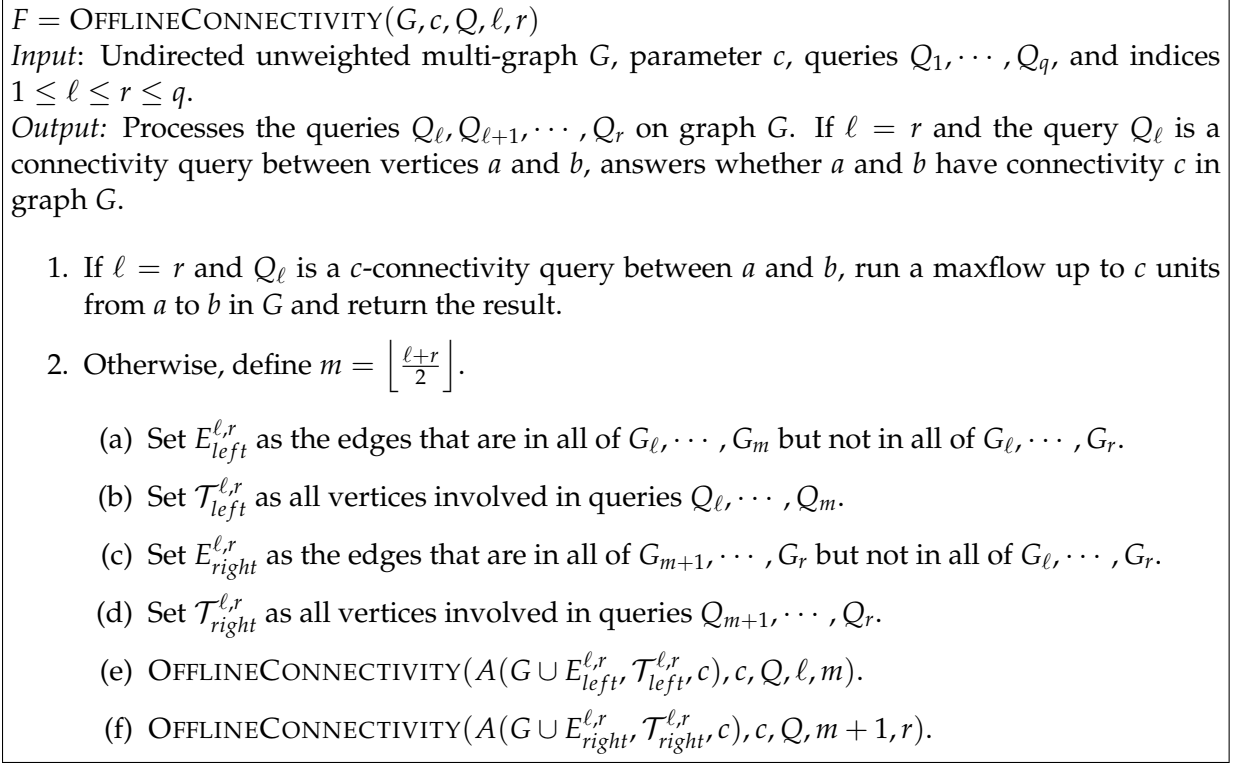 F = OFFLINECONNECTIVITY(G, c, Q, ℓ, r)
Input: Undirected unweighted multi-graph G, parameter c, queries Q₁, ⋯ , Q_q, and indices
1 ≤ ℓ ≤ r ≤ q.
Output: Processes the queries Q_ℓ, Q_{ℓ+1}, ⋯ , Q_r on graph G. If ℓ = r and the query Q_ℓ is a
connectivity query between vertices a and b, answers whether a and b have connectivity c in
graph G.
1. If ℓ = r and Q_ℓ is a c-connectivity query between a and b, run a maxflow up to c units
from a to b in G and return the result.
2. Otherwise, define m = ⌊(ℓ+r)/2⌋.
(a) Set E_{left}^{ℓ,r} as the edges that are in all of G_ℓ, ⋯ , G_m but not in all of G_ℓ, ⋯ , G_r.
(b) Set 𝒯_{left}^{ℓ,r} as all vertices involved in queries Q_ℓ, ⋯ , Q_m.
(c) Set E_{right}^{ℓ,r} as the edges that are in all of G_{m+1}, ⋯ , G_r but not in all of G_ℓ, ⋯ , G_r.
(d) Set 𝒯_{right}^{ℓ,r} as all vertices involved in queries Q_{m+1}, ⋯ , Q_r.
(e) OFFLINECONNECTIVITY(A(G ∪ E_{left}^{ℓ,r}, 𝒯_{left}^{ℓ,r}, c), c, Q, ℓ, m).
(f) OFFLINECONNECTIVITY(A(G ∪ E_{right}^{ℓ,r}, 𝒯_{right}^{ℓ,r}, c), c, Q, m + 1, r).